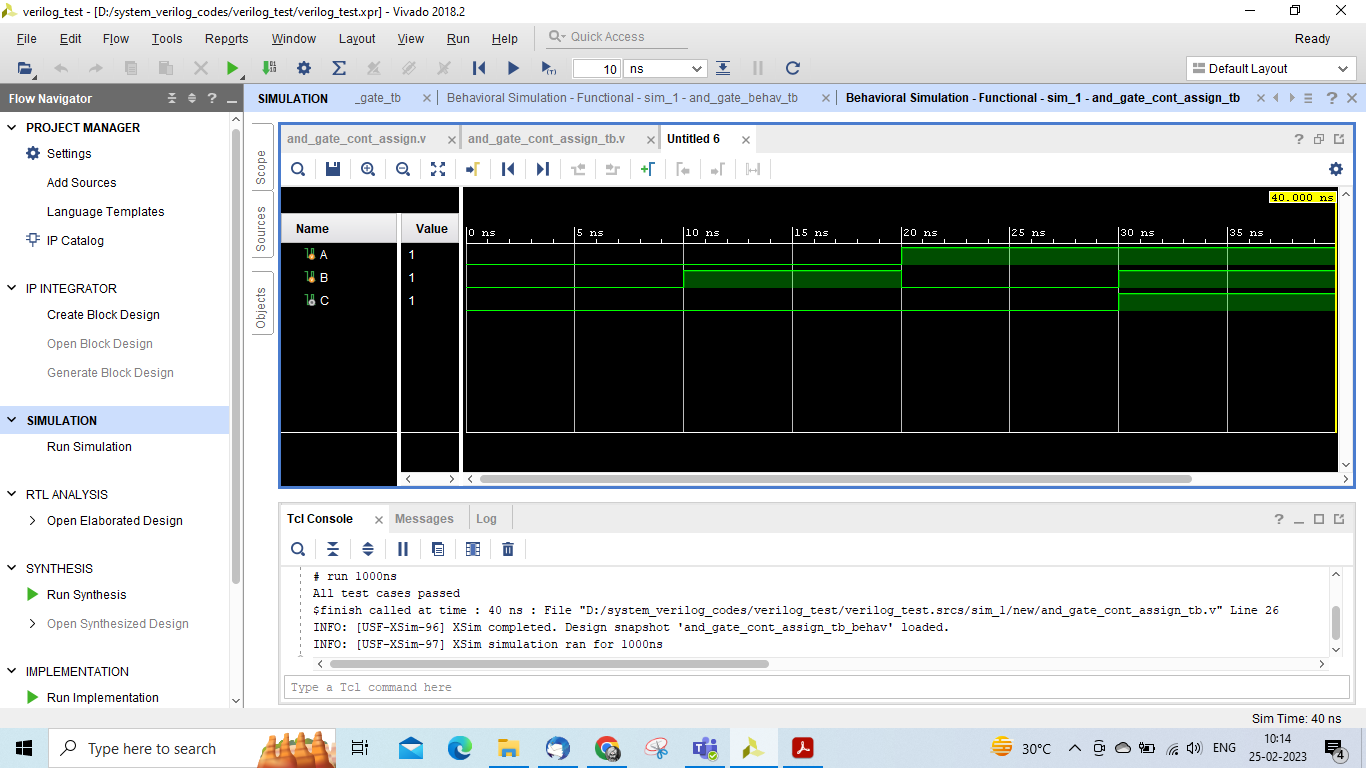 verilog_test - [D:/system_verilog_codes/verilog_test/verilog_test.xpr] - Vivado 2018.2
File Edit Flow Tools Reports Window Layout View Run Help Quick Access Ready
10 ns Default Layout
Flow Navigator
SIMULATION _gate_tb Behavioral Simulation - Functional - sim_1 - and_gate_behav_tb Behavioral Simulation - Functional - sim_1 - and_gate_cont_assign_tb
PROJECT MANAGER
Settings
Add Sources
Language Templates
IP Catalog
IP INTEGRATOR
Create Block Design
Open Block Design
Generate Block Design
SIMULATION
Run Simulation
RTL ANALYSIS
Open Elaborated Design
SYNTHESIS
Run Synthesis
Open Synthesized Design
IMPLEMENTATION
Run Implementation
Scope
Sources
Objects
and_gate_cont_assign.v and_gate_cont_assign_tb.v Untitled 6
40.000 ns
Name Value 0 ns 5 ns 10 ns 15 ns 20 ns 25 ns 30 ns 35 ns
A 1
B 1
C 1
Tcl Console Messages Log
# run 1000ns
All test cases passed
$finish called at time : 40 ns : File "D:/system_verilog_codes/verilog_test/verilog_test.srcs/sim_1/new/and_gate_cont_assign_tb.v" Line 26
INFO: [USF-XSim-96] XSim completed. Design snapshot 'and_gate_cont_assign_tb_behav' loaded.
INFO: [USF-XSim-97] XSim simulation ran for 1000ns
Type a Tcl command here
Sim Time: 40 ns
Type here to search 30°C ENG 10:14
25-02-2023 4